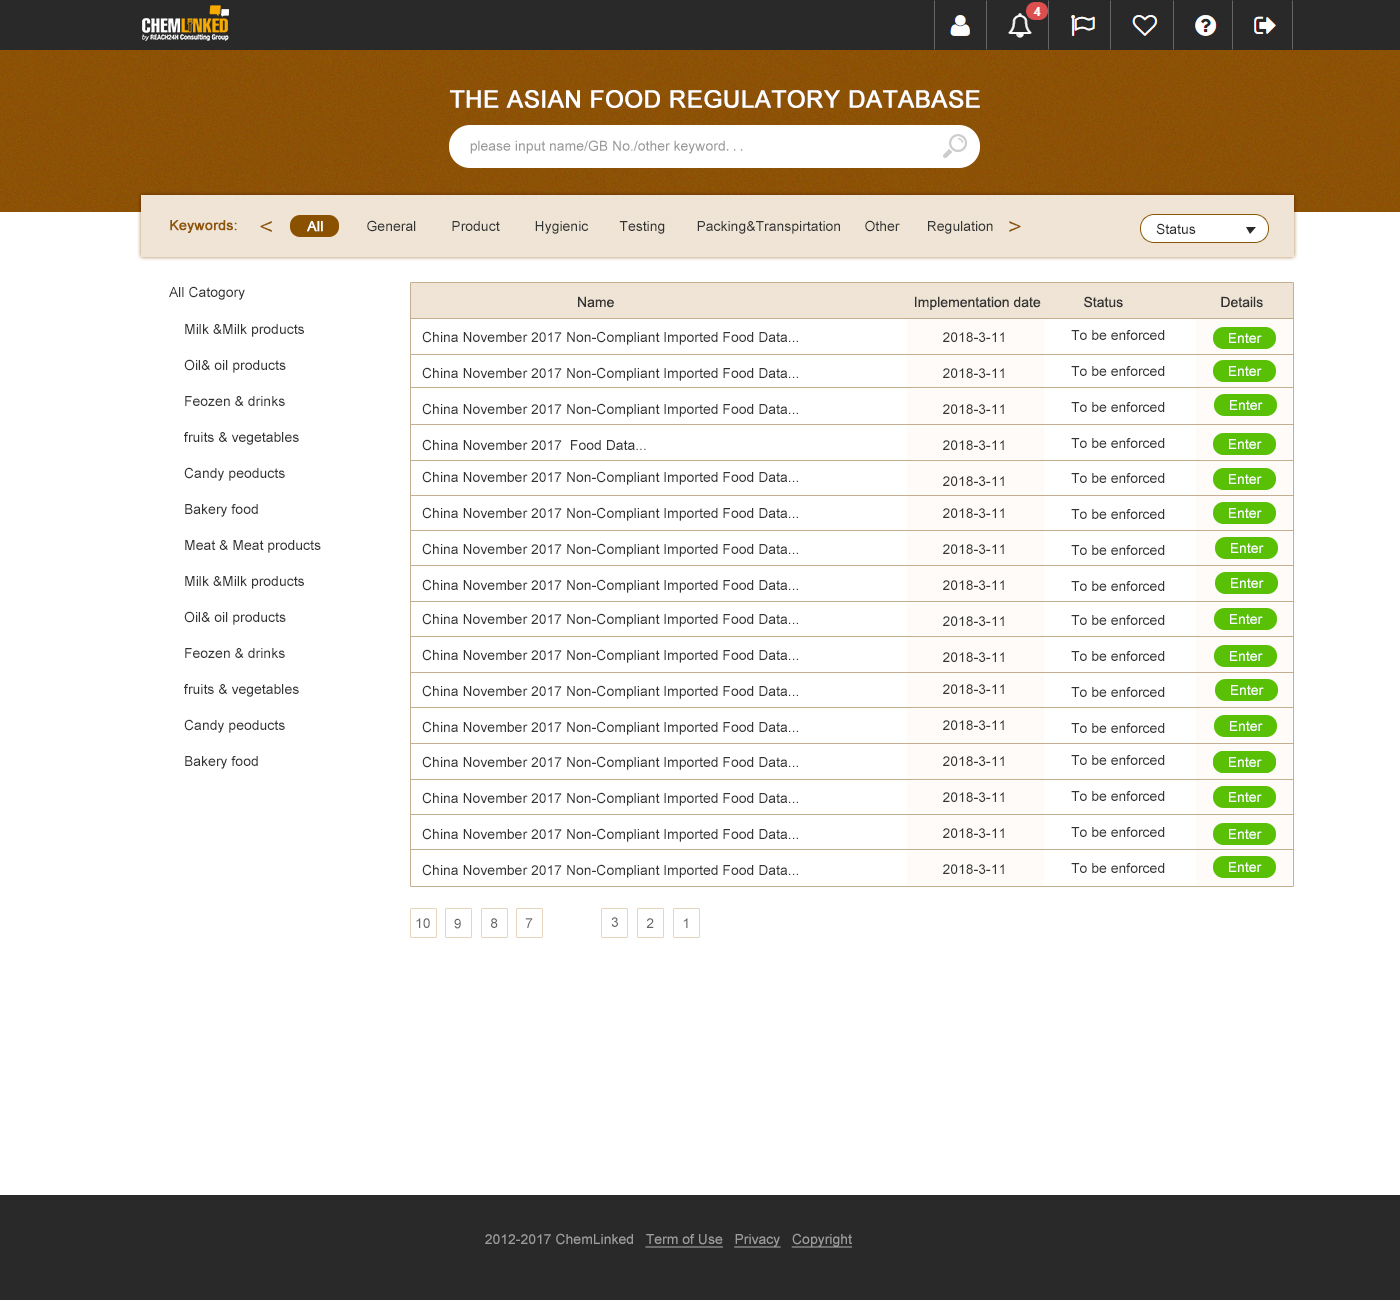 CHEMLINKED
by REACH24H Consulting Group
4
THE ASIAN FOOD REGULATORY DATABASE
please input name/GB No./other keyword. . .
Keywords: < All General Product Hygienic Testing Packing&Transpirtation Other Regulation > Status
All Catogory
Milk &Milk products
Oil& oil products
Feozen & drinks
fruits & vegetables
Candy peoducts
Bakery food
Meat & Meat products
Milk &Milk products
Oil& oil products
Feozen & drinks
fruits & vegetables
Candy peoducts
Bakery food
Name Implementation date Status Details
China November 2017 Non-Compliant Imported Food Data... 2018-3-11 To be enforced Enter
China November 2017 Non-Compliant Imported Food Data... 2018-3-11 To be enforced Enter
China November 2017 Non-Compliant Imported Food Data... 2018-3-11 To be enforced Enter
China November 2017  Food Data... 2018-3-11 To be enforced Enter
China November 2017 Non-Compliant Imported Food Data... 2018-3-11 To be enforced Enter
China November 2017 Non-Compliant Imported Food Data... 2018-3-11 To be enforced Enter
China November 2017 Non-Compliant Imported Food Data... 2018-3-11 To be enforced Enter
China November 2017 Non-Compliant Imported Food Data... 2018-3-11 To be enforced Enter
China November 2017 Non-Compliant Imported Food Data... 2018-3-11 To be enforced Enter
China November 2017 Non-Compliant Imported Food Data... 2018-3-11 To be enforced Enter
China November 2017 Non-Compliant Imported Food Data... 2018-3-11 To be enforced Enter
China November 2017 Non-Compliant Imported Food Data... 2018-3-11 To be enforced Enter
China November 2017 Non-Compliant Imported Food Data... 2018-3-11 To be enforced Enter
China November 2017 Non-Compliant Imported Food Data... 2018-3-11 To be enforced Enter
China November 2017 Non-Compliant Imported Food Data... 2018-3-11 To be enforced Enter
China November 2017 Non-Compliant Imported Food Data... 2018-3-11 To be enforced Enter
10 9 8 7 3 2 1
2012-2017 ChemLinked Term of Use Privacy Copyright